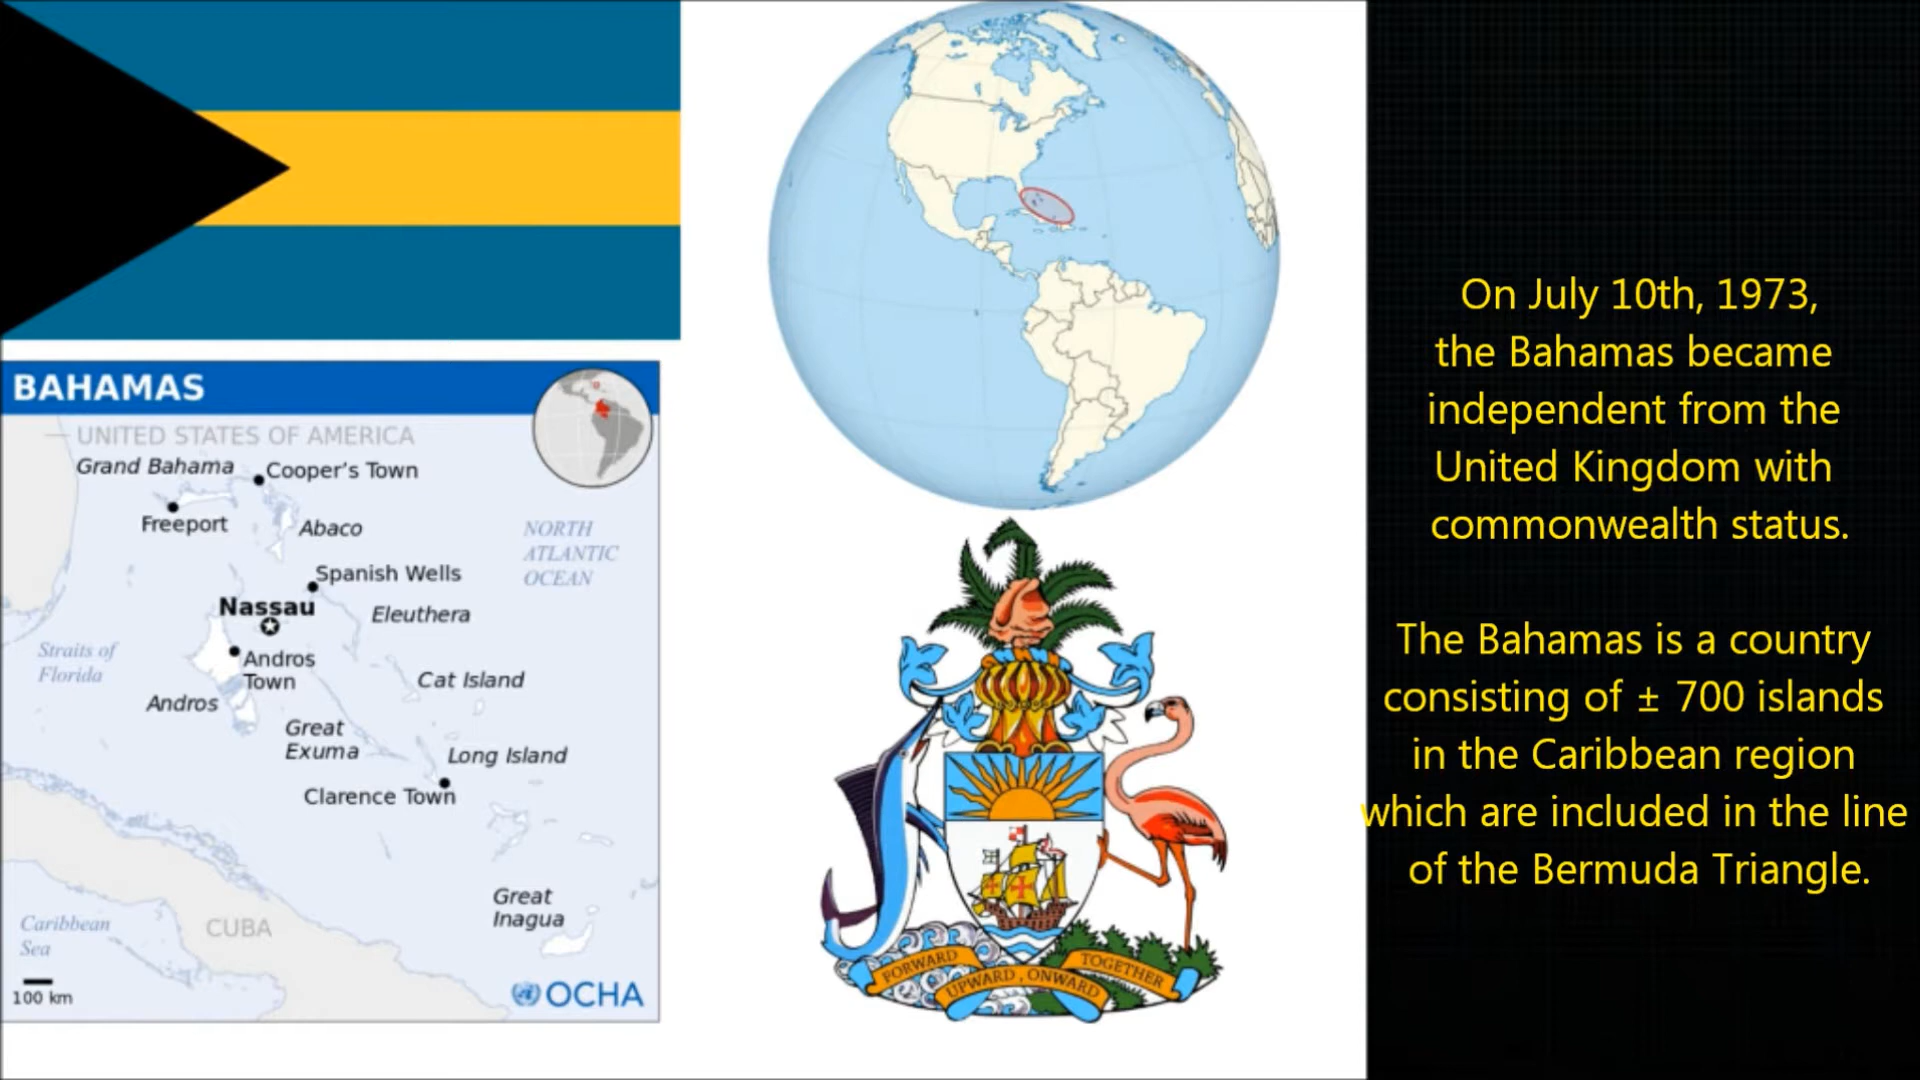 BAHAMAS
UNITED STATES OF AMERICA
Grand Bahama
Cooper's Town
Freeport
Abaco
NORTH
ATLANTIC
OCEAN
Spanish Wells
Nassau
Eleuthera
Straits of
Florida
Andros
Town
Cat Island
Andros
Great
Exuma
Long Island
Clarence Town
Great
Inagua
Caribbean
Sea
CUBA
100 km
OCHA
FORWARD
UPWARD, ONWARD
TOGETHER
On July 10th, 1973,
the Bahamas became
independent from the
United Kingdom with
commonwealth status.
The Bahamas is a country
consisting of ± 700 islands
in the Caribbean region
which are included in the line
of the Bermuda Triangle.